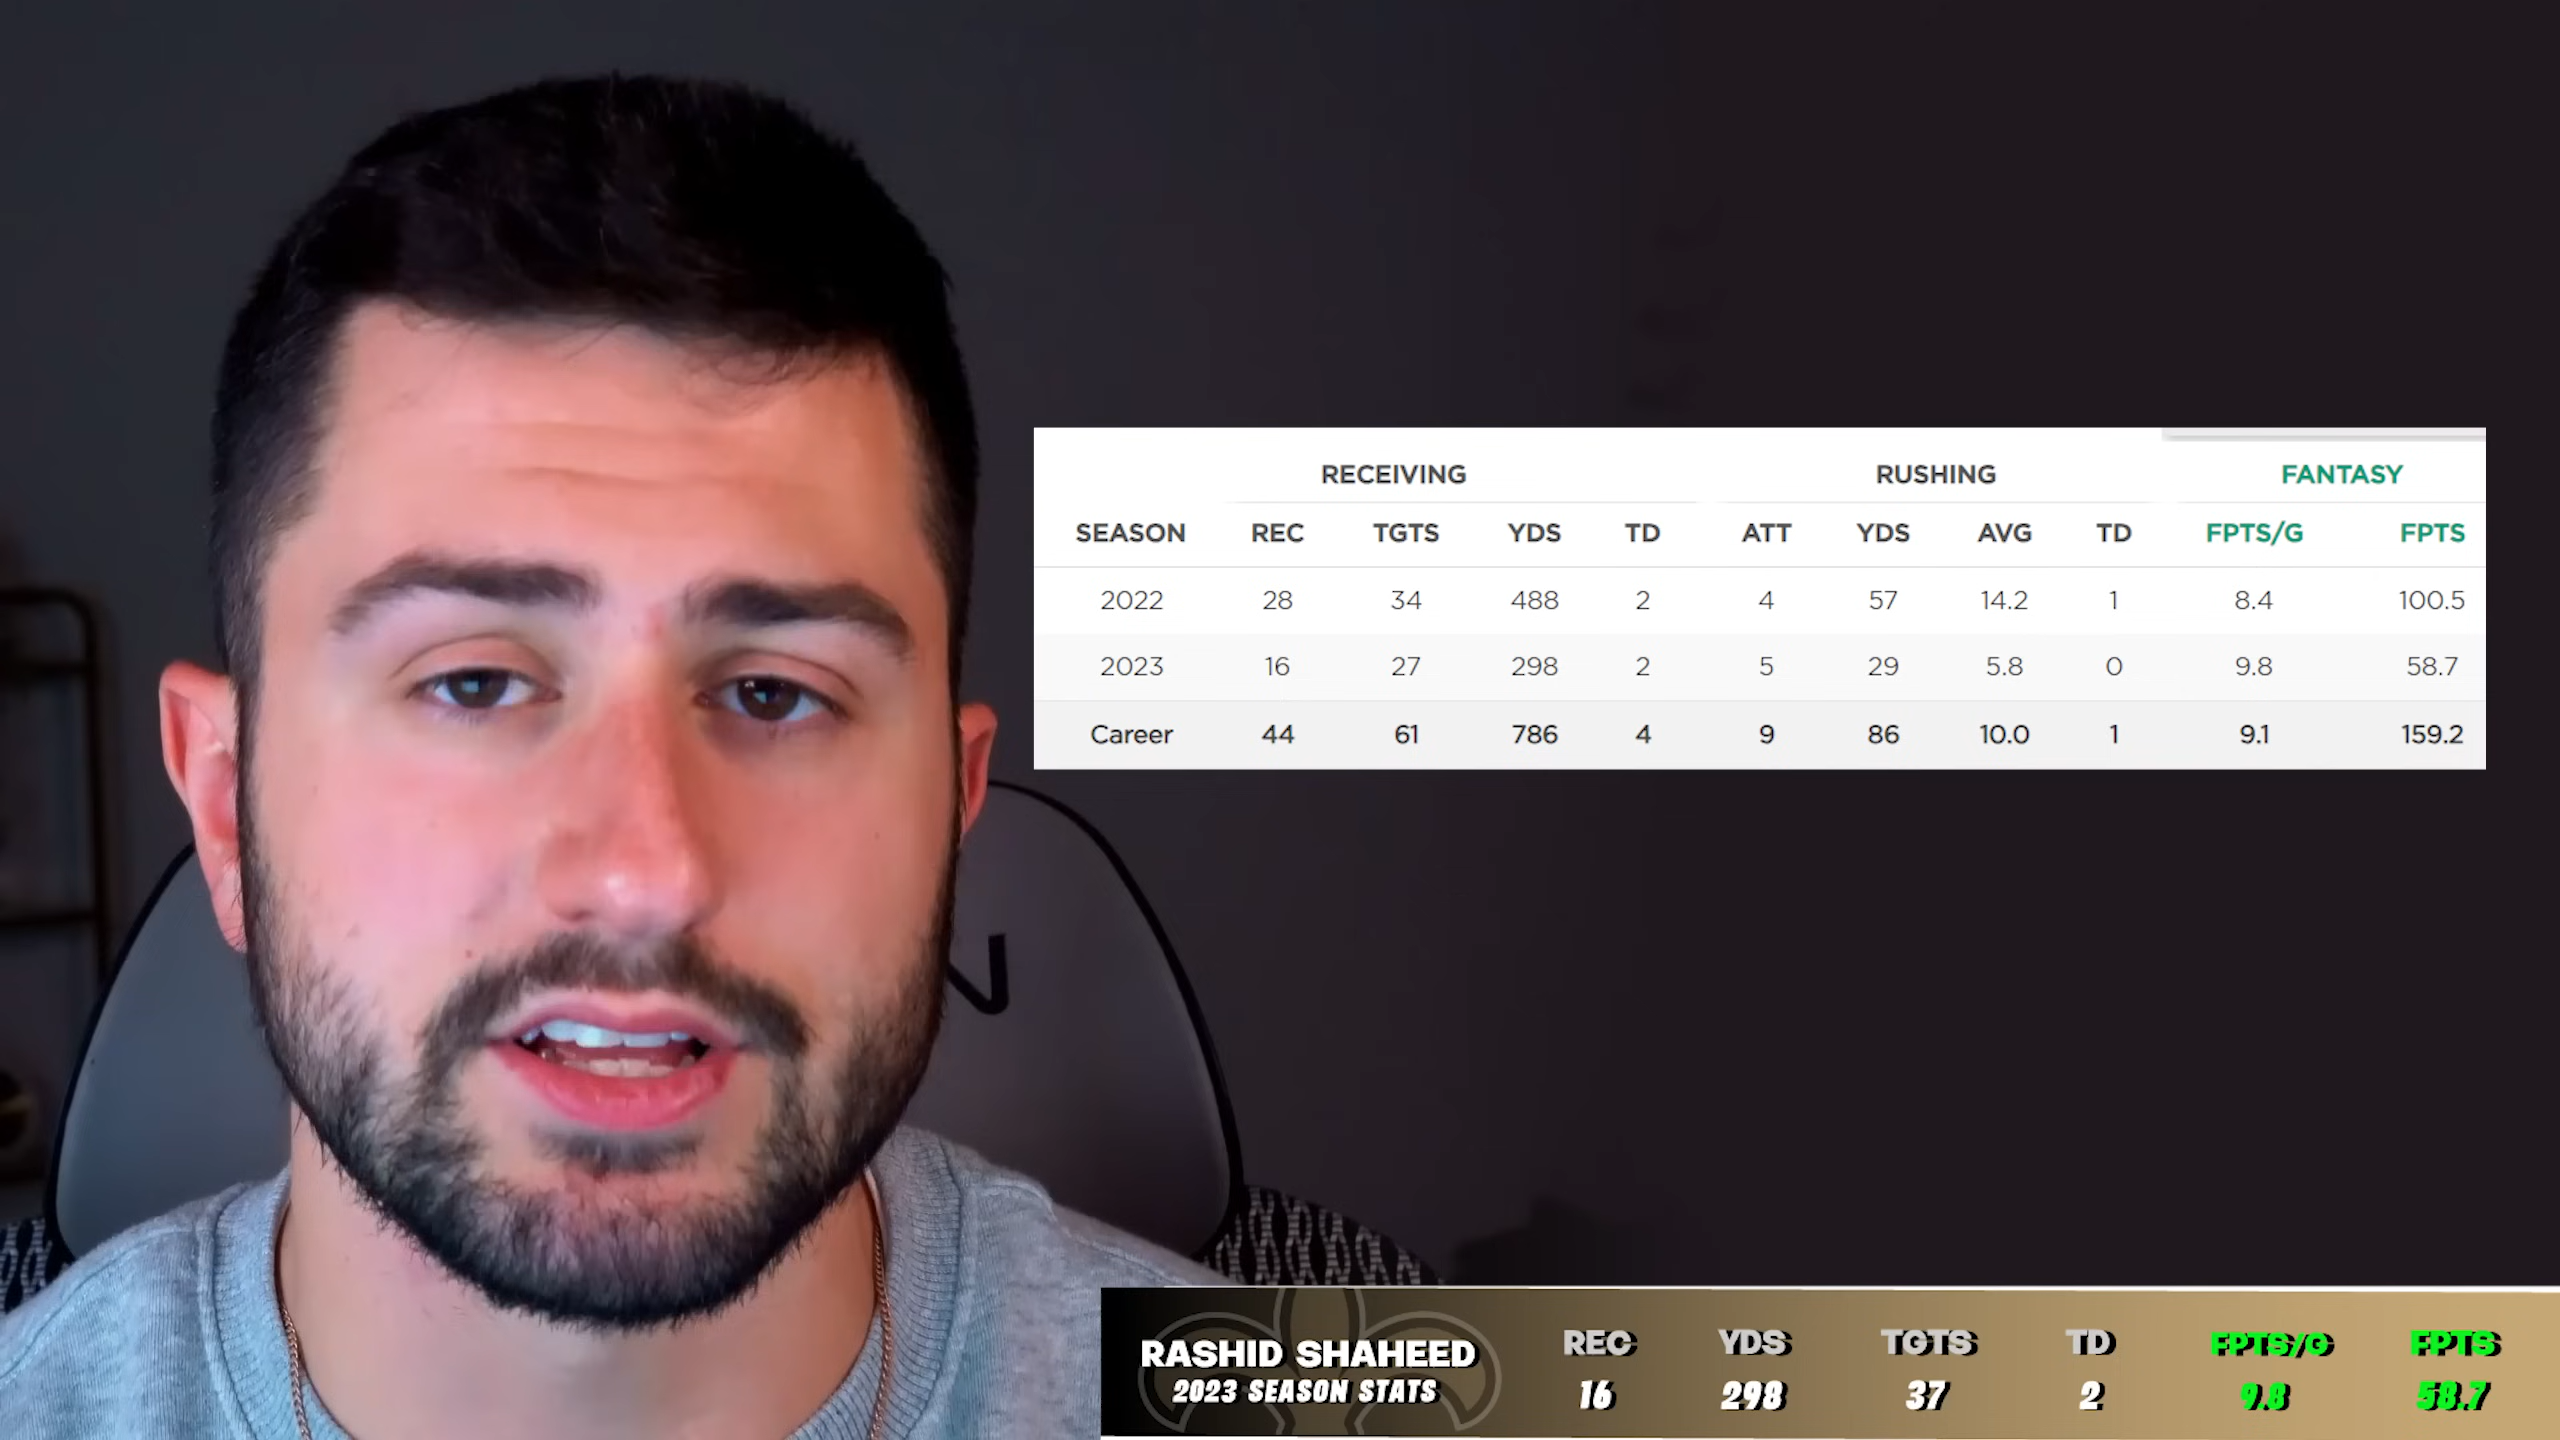 RECEIVING RUSHING FANTASY
SEASON REC TGTS YDS TD ATT YDS AVG TD FPTS/G FPTS
2022 28 34 488 2 4 57 14.2 1 8.4 100.5
2023 16 27 298 2 5 29 5.8 0 9.8 58.7
Career 44 61 786 4 9 86 10.0 1 9.1 159.2
RASHID SHAHEED REC YDS TGTS TD FPTS/G FPTS
2023 SEASON STATS 16 298 37 2 9.8 58.7